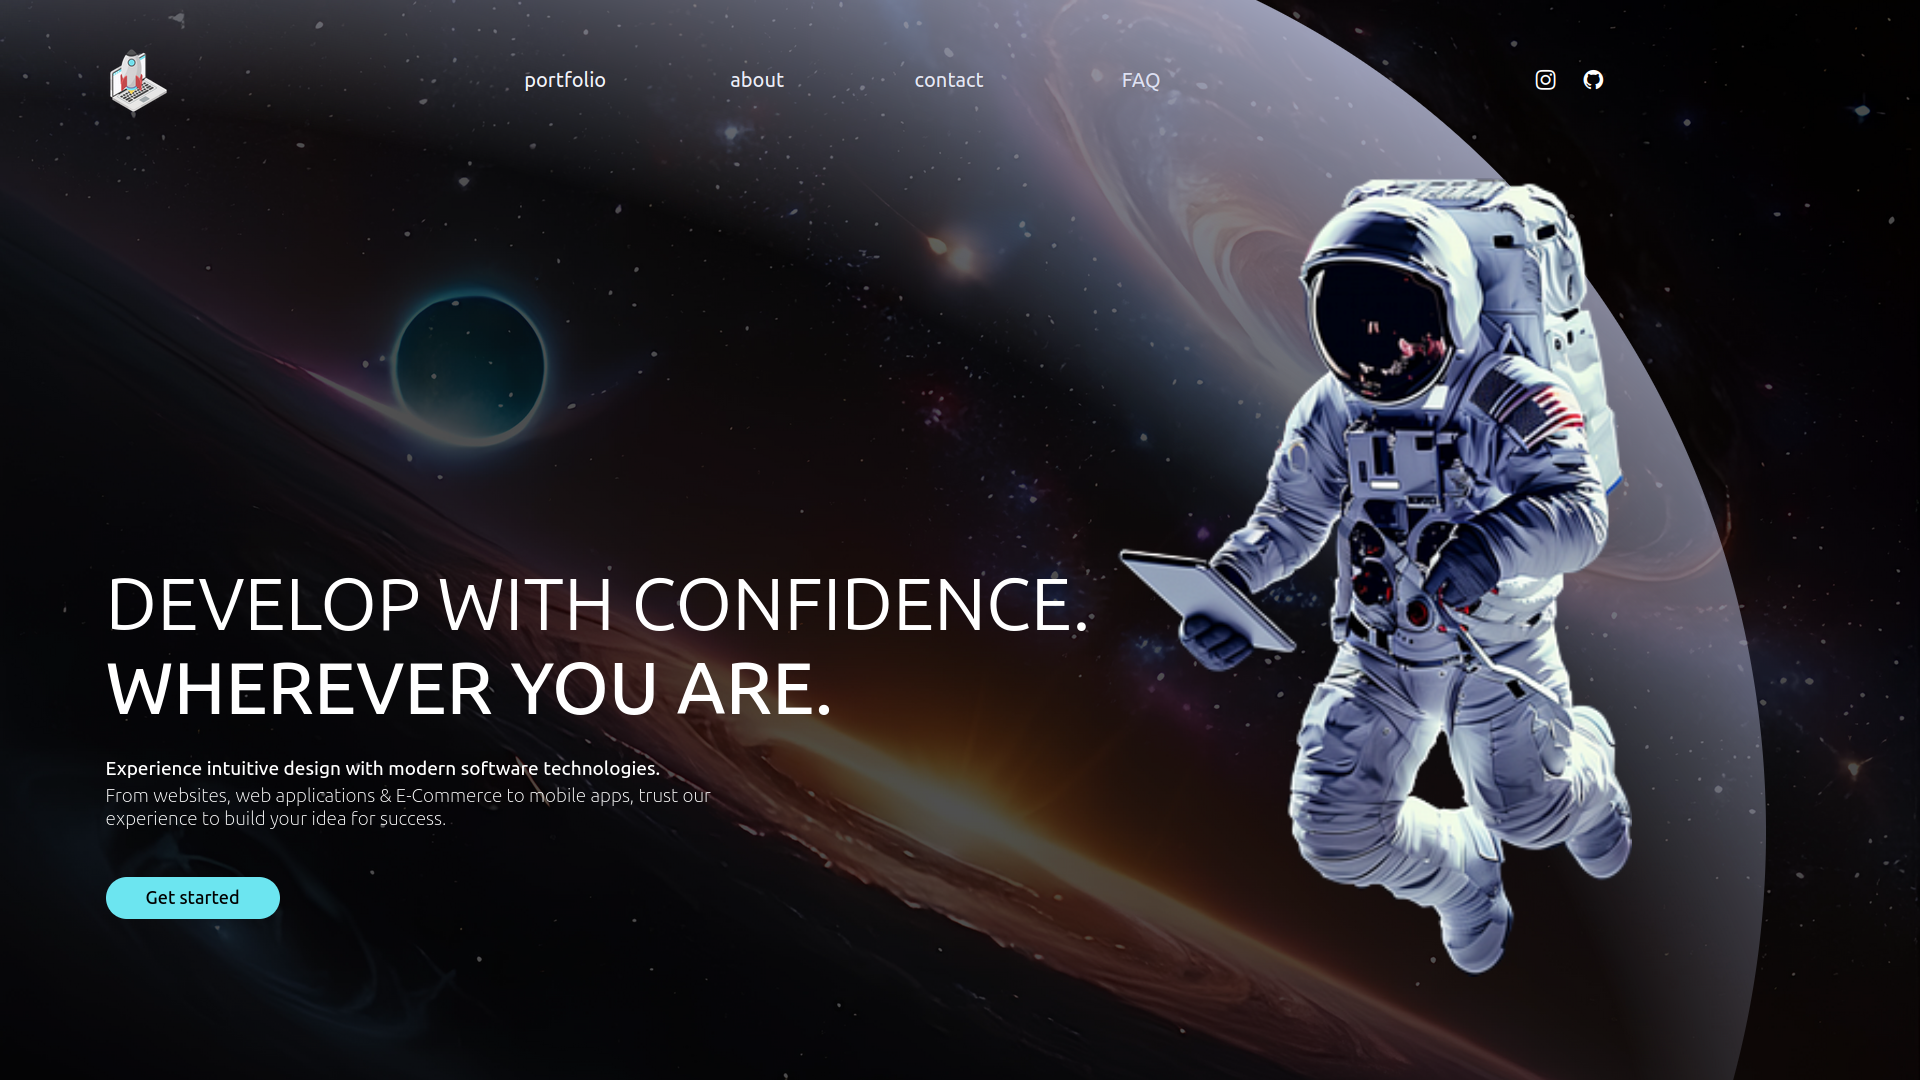 portfolio
about
contact
FAQ
DEVELOP WITH CONFIDENCE.
WHEREVER YOU ARE.
Experience intuitive design with modern software technologies.
From websites, web applications & E-Commerce to mobile apps, trust our
experience to build your idea for success.
Get started